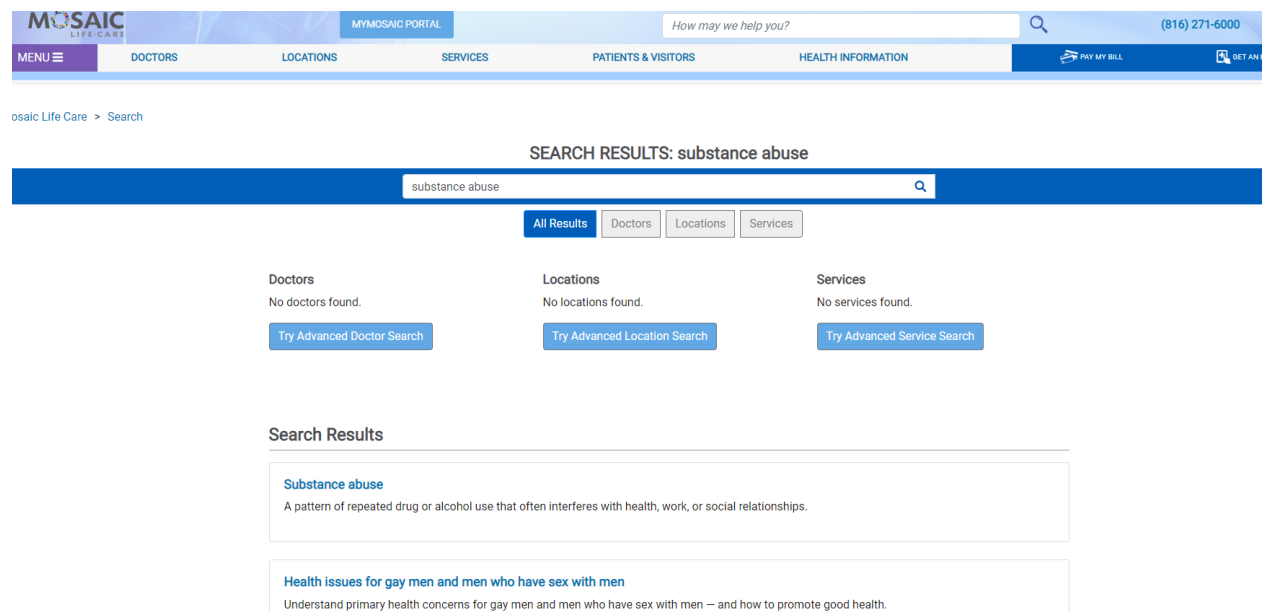 MOSAIC
LIFE·CARE
MYMOSAIC PORTAL
How may we help you?
(816) 271-6000
MENU
DOCTORS
LOCATIONS
SERVICES
PATIENTS & VISITORS
HEALTH INFORMATION
PAY MY BILL
GET AN
osaic Life Care > Search
SEARCH RESULTS: substance abuse
substance abuse
All Results
Doctors
Locations
Services
Doctors
Locations
Services
No doctors found.
No locations found.
No services found.
Try Advanced Doctor Search
Try Advanced Location Search
Try Advanced Service Search
Search Results
Substance abuse
A pattern of repeated drug or alcohol use that often interferes with health, work, or social relationships.
Health issues for gay men and men who have sex with men
Understand primary health concerns for gay men and men who have sex with men — and how to promote good health.